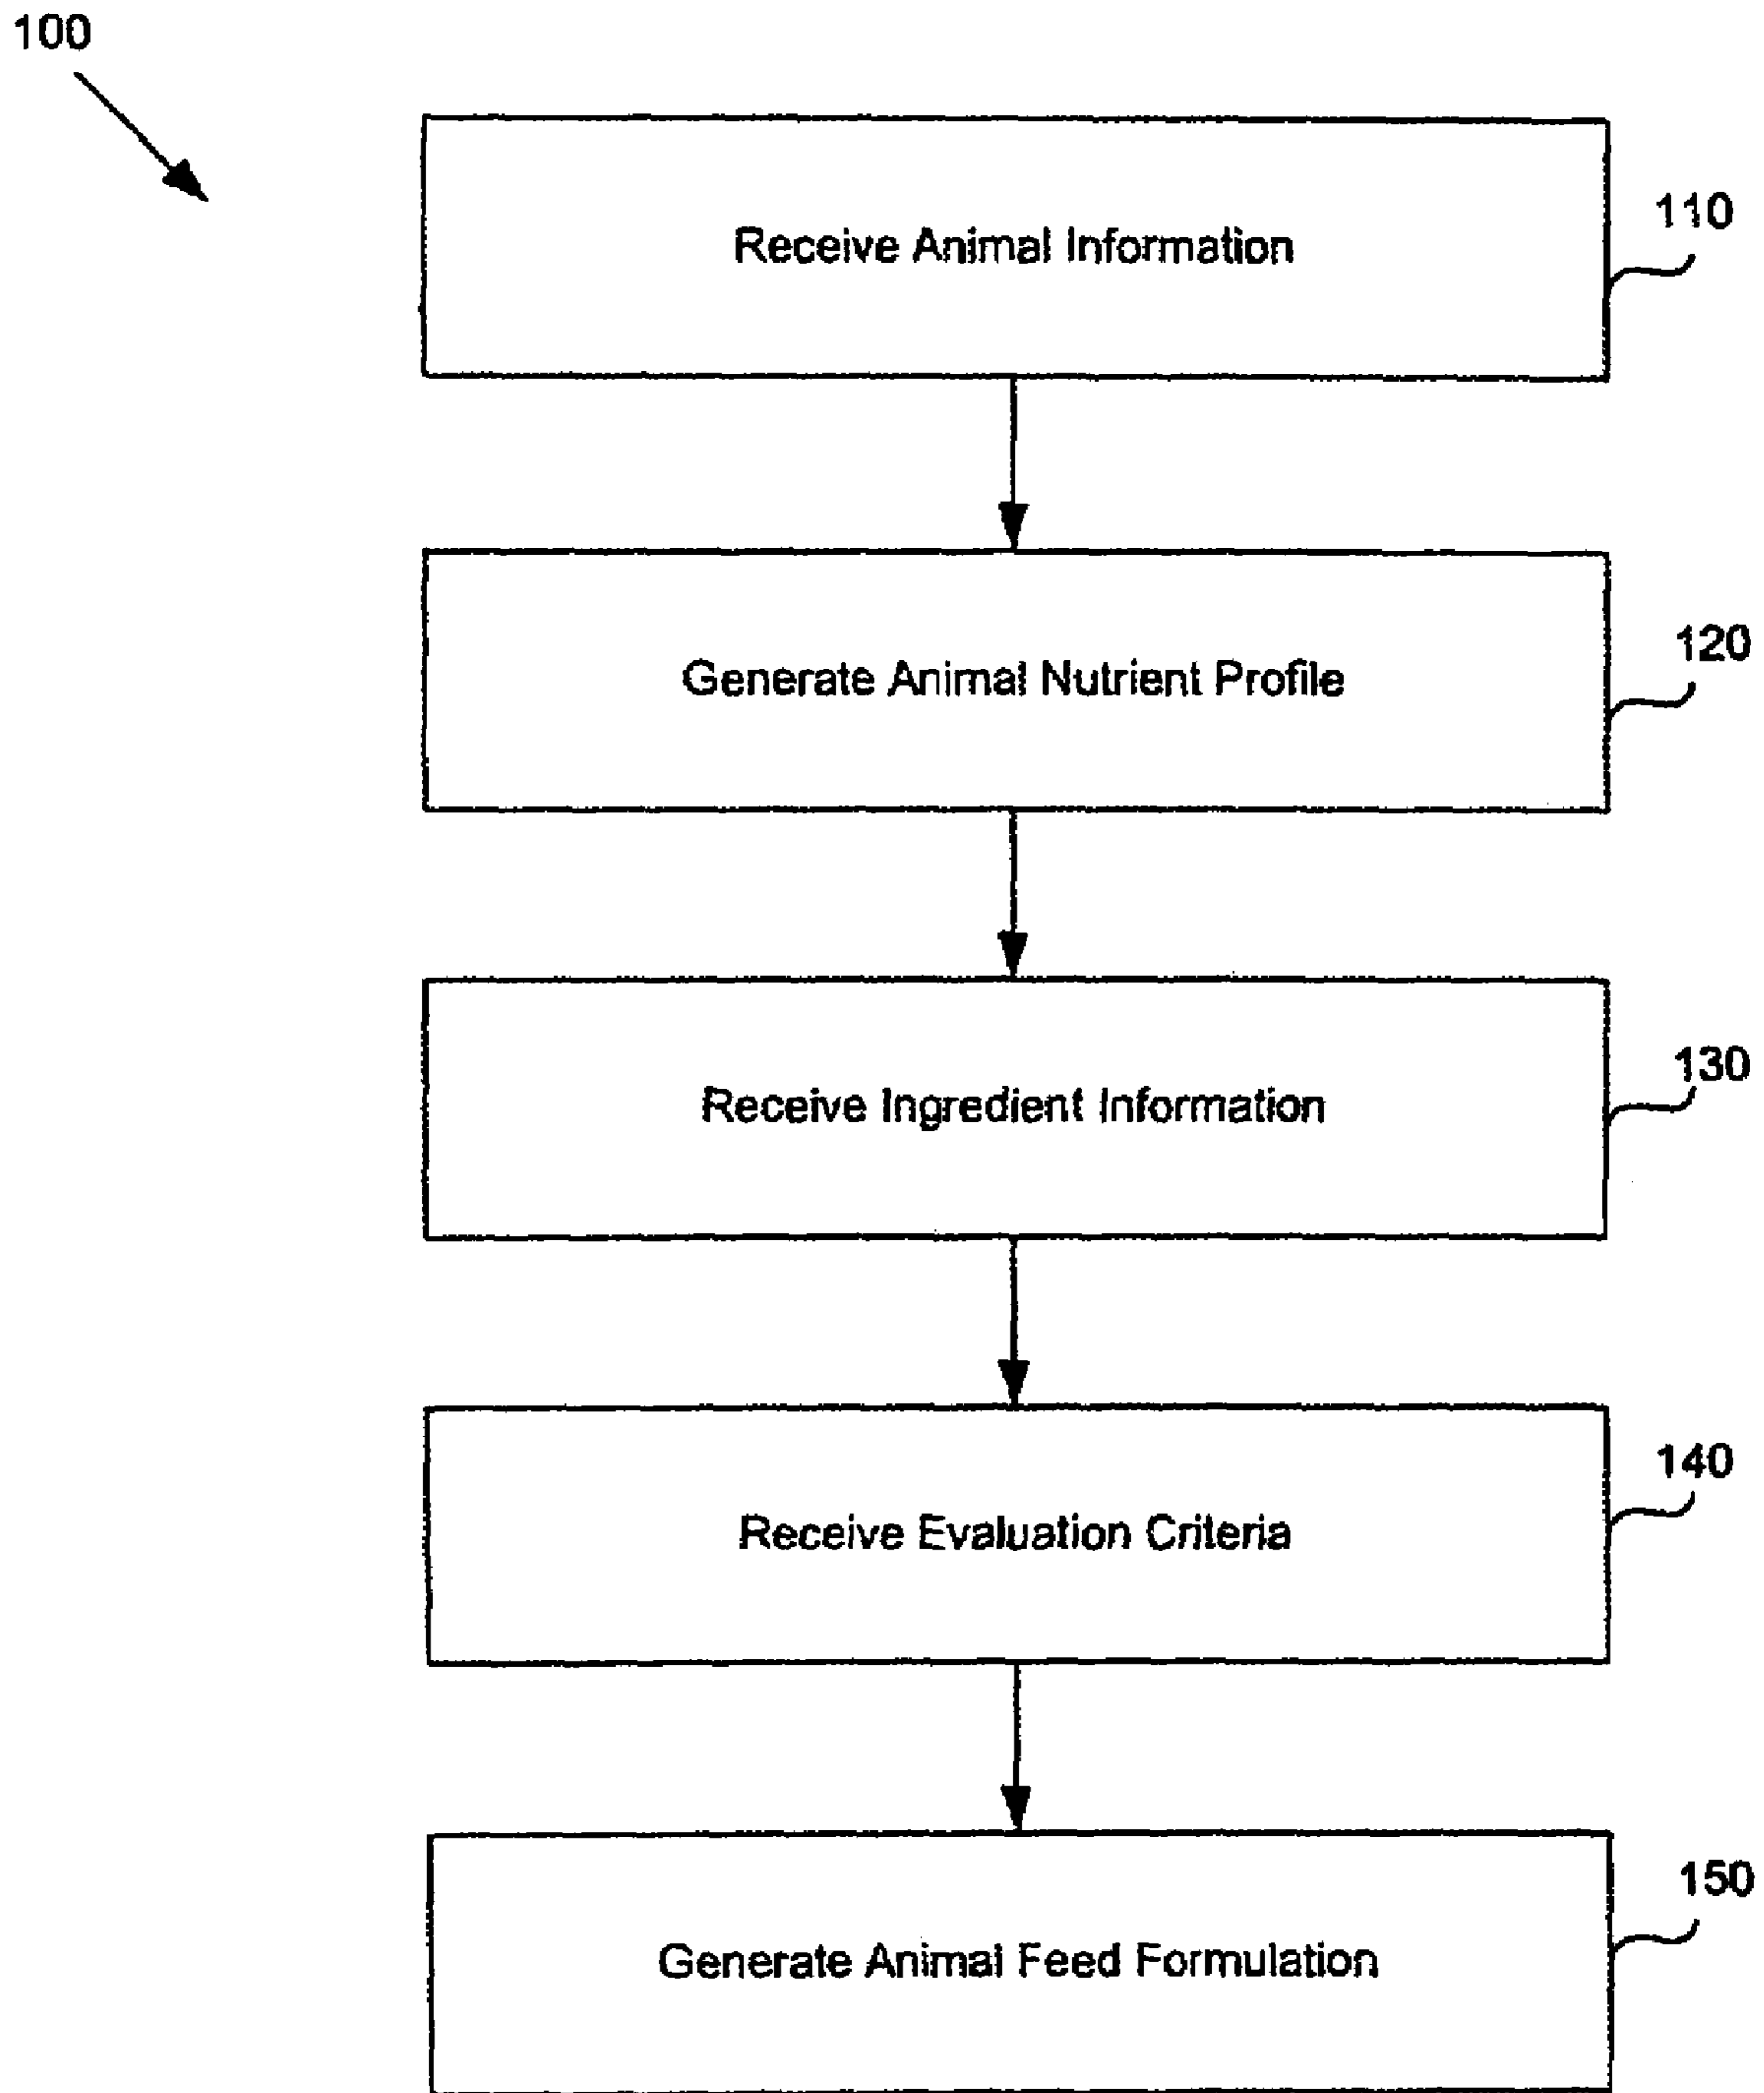 100
Receive Animal Information
110
Generate Animal Nutrient Profile
120
Receive Ingredient Information
130
Receive Evaluation Criteria
140
Generate Animal Feed Formulation
150